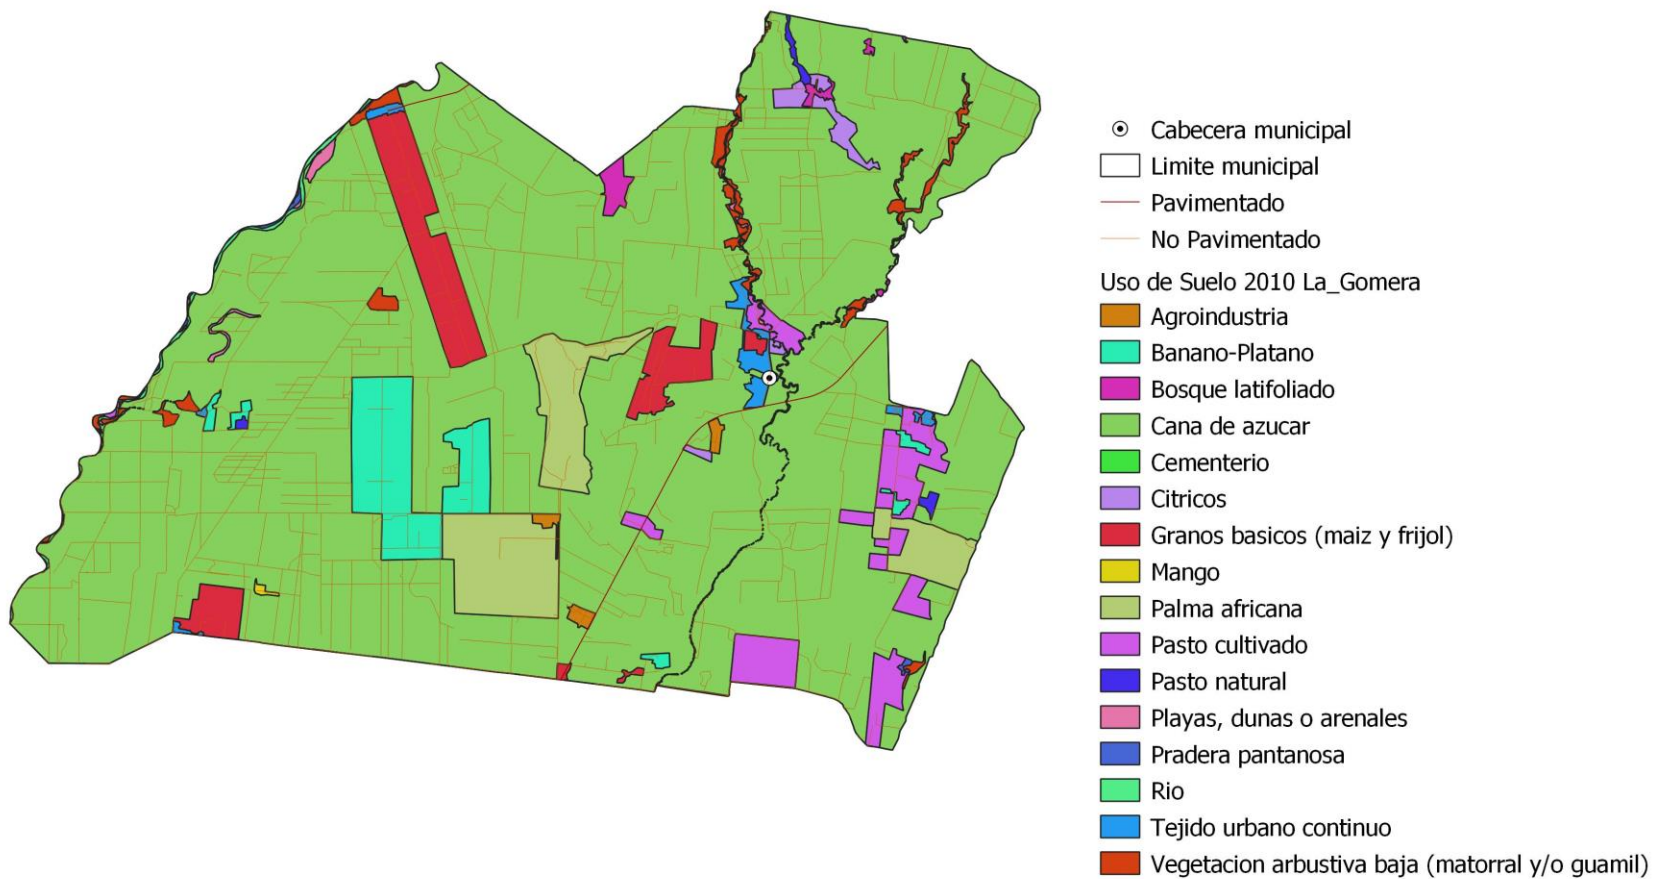 Cabecera municipal
Limite municipal
Pavimentado
No Pavimentado
Uso de Suelo 2010 La_Gomera
Agroindustria
Banano-Platano
Bosque latifoliado
Cana de azucar
Cementerio
Citricos
Granos basicos (maiz y frijol)
Mango
Palma africana
Pasto cultivado
Pasto natural
Playas, dunas o arenales
Pradera pantanosa
Rio
Tejido urbano continuo
Vegetacion arbustiva baja (matorral y/o guamil)